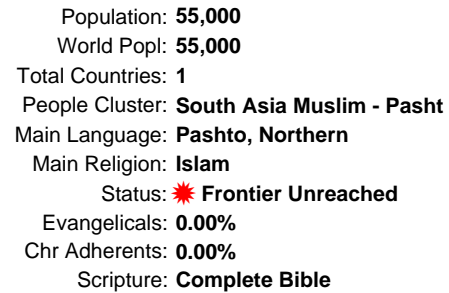 Population: 55,000
World Popl: 55,000
Total Countries: 1
People Cluster: South Asia Muslim - Pasht
Main Language: Pashto, Northern
Main Religion: Islam
Status: Frontier Unreached
Evangelicals: 0.00%
Chr Adherents: 0.00%
Scripture: Complete Bible